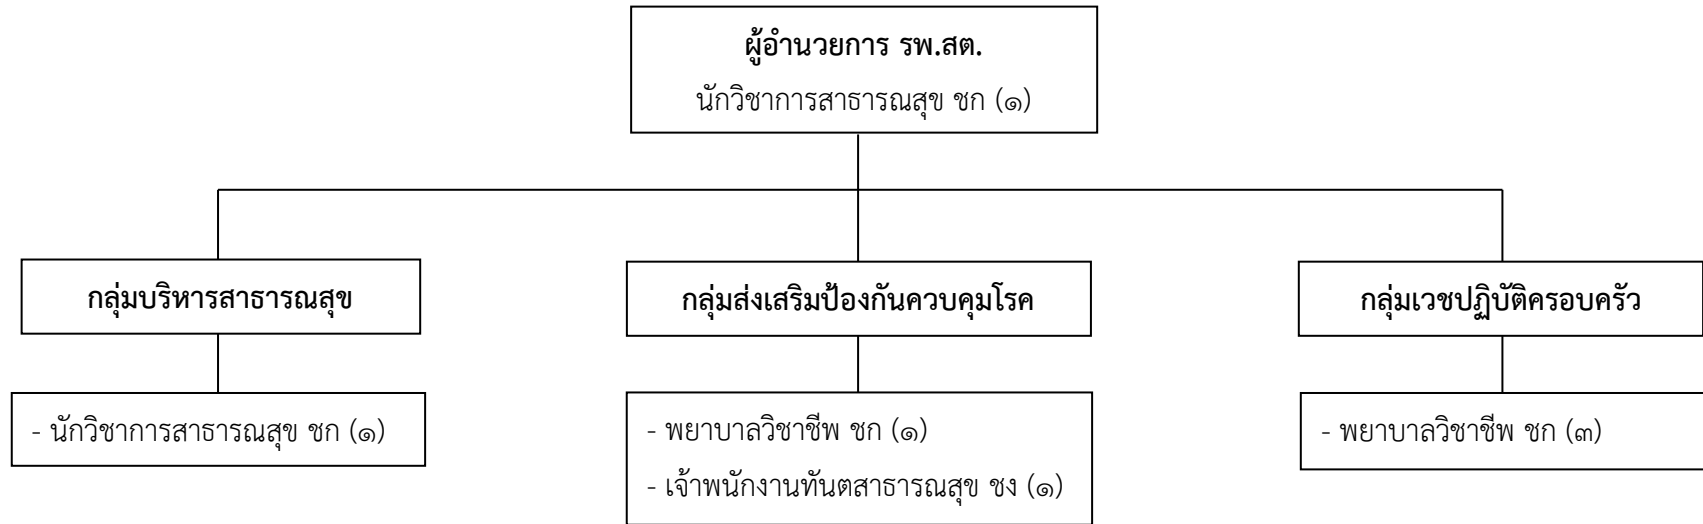 ผู้อำนวยการ รพ.สต.
นักวิชาการสาธารณสุข ชก (๑)
กลุ่มบริหารสาธารณสุข
กลุ่มส่งเสริมป้องกันควบคุมโรค
กลุ่มเวชปฏิบัติครอบครัว
- นักวิชาการสาธารณสุข ชก (๑)
- พยาบาลวิชาชีพ ชก (๑)
- เจ้าพนักงานทันตสาธารณสุข ชง (๑)
- พยาบาลวิชาชีพ ชก (๓)